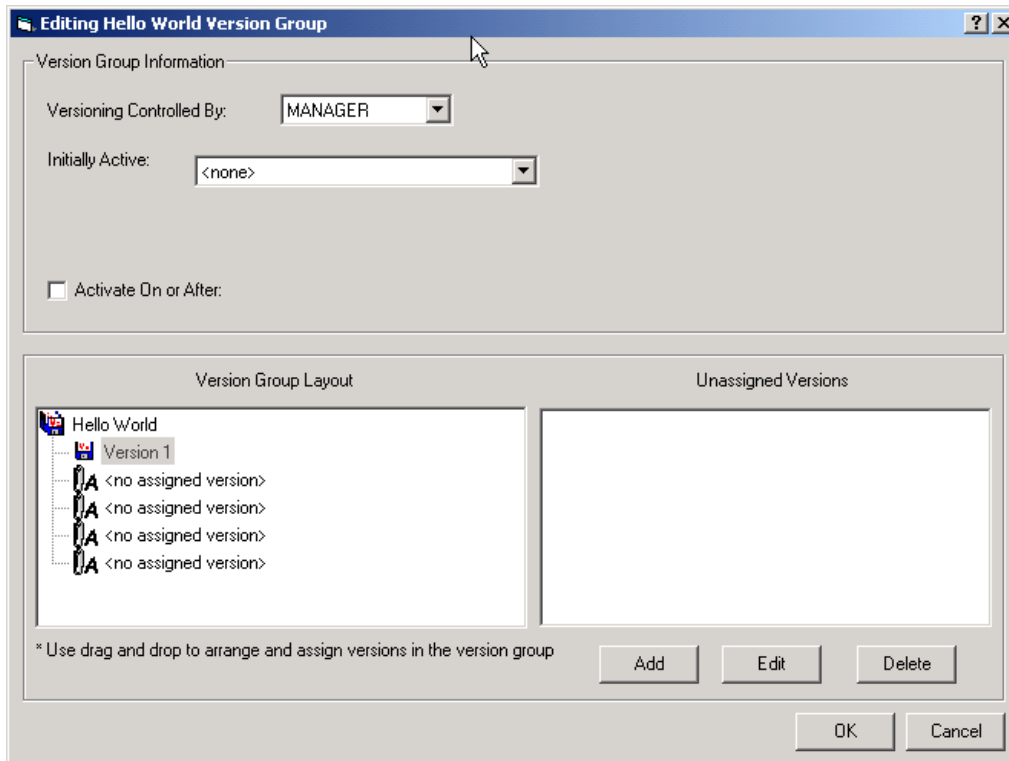 Editing Hello World Version Group
Version Group Information
Versioning Controlled By:
MANAGER
Initially Active:
<none>
Activate On or After:
Version Group Layout
Unassigned Versions
Hello World
Version 1
<no assigned version>
<no assigned version>
<no assigned version>
<no assigned version>
* Use drag and drop to arrange and assign versions in the version group
Add
Edit
Delete
OK
Cancel